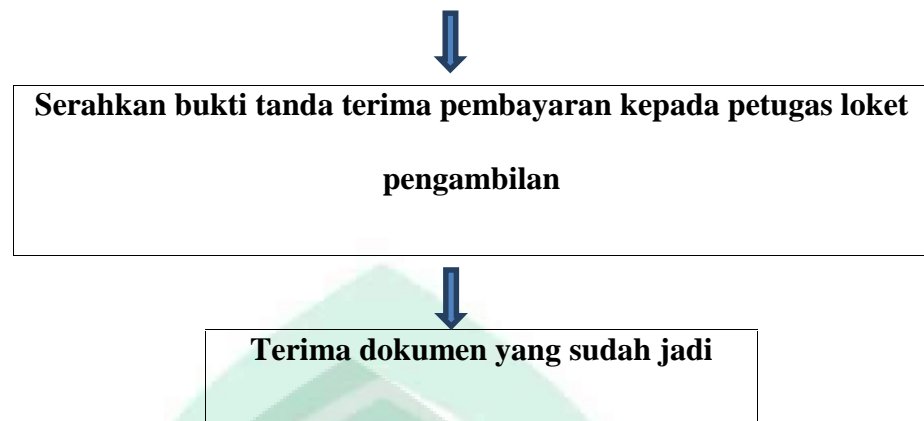 Serahkan bukti tanda terima pembayaran kepada petugas loket
pengambilan
Terima dokumen yang sudah jadi